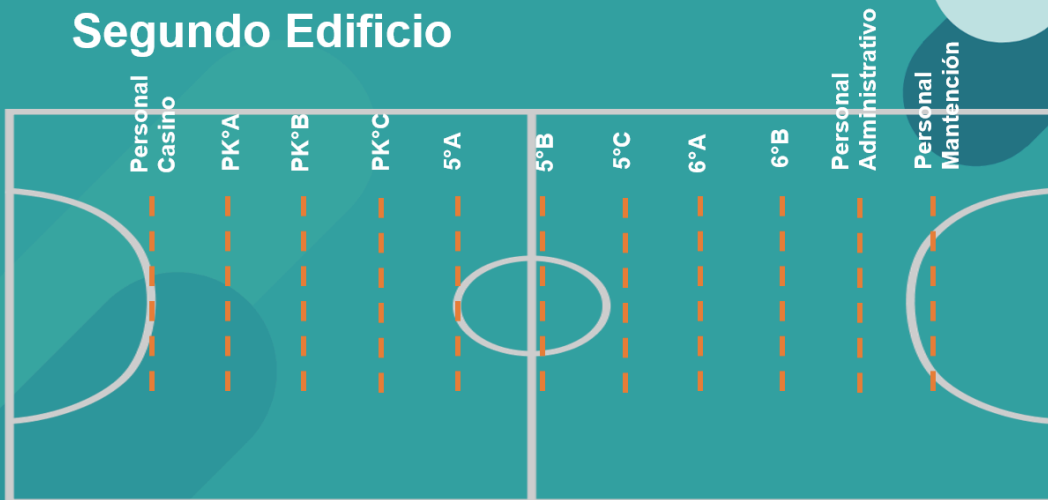 Segundo Edificio
Personal
Casino
PK°A
PK°B
PK°C
5°A
5°B
5°C
6°A
6°B
Personal
Administrativo
Personal
Mantención